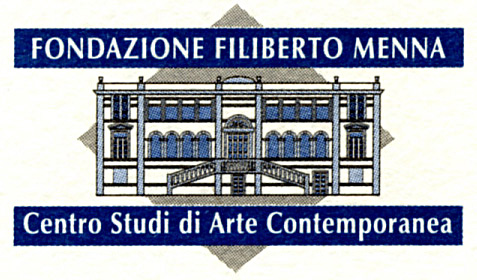 FONDAZIONE FILIBERTO MENNA
Centro Studi di Arte Contemporanea